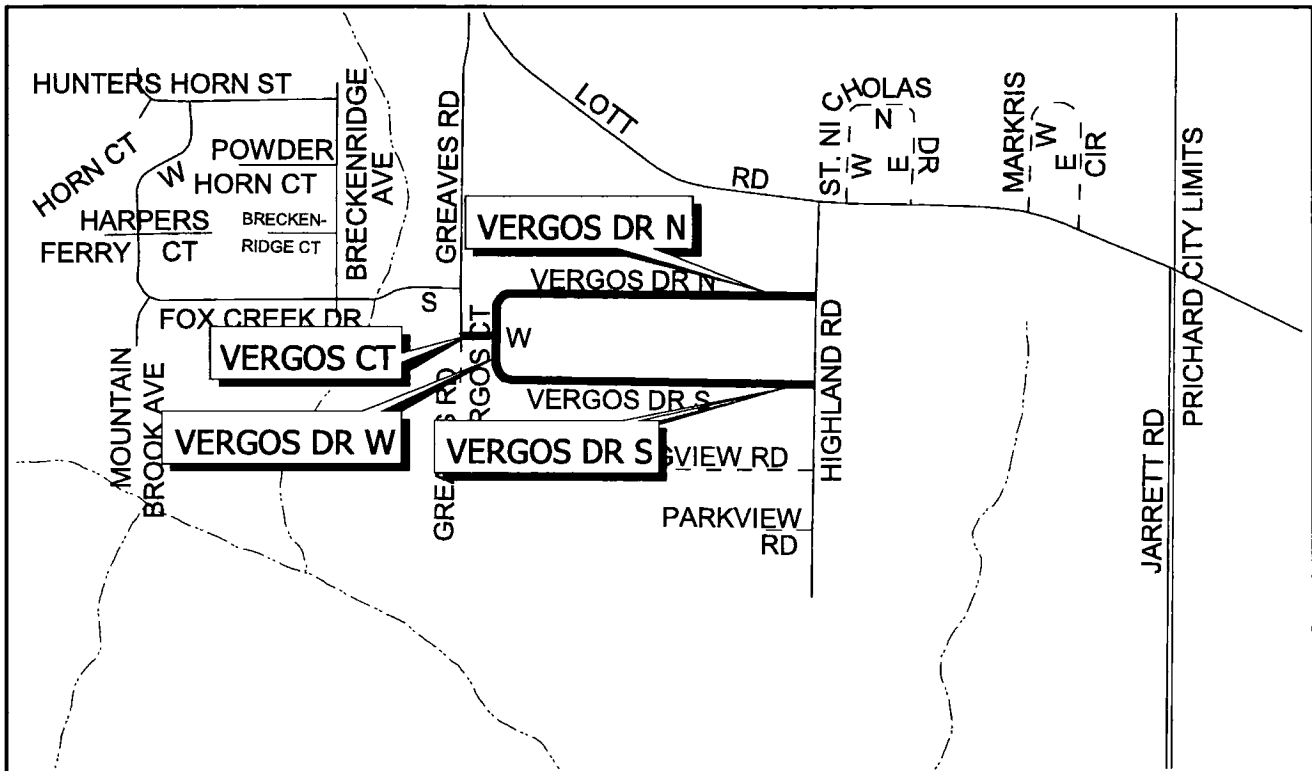 HUNTERS HORN ST
HORN CT
W
POWDER
HORN CT
HARPERS
FERRY CT
BRECKEN-
RIDGE CT
BRECKENRIDGE
AVE
GREAVES RD
LOTT
RD
ST. NICHOLAS
DR
N
W
E
MARKRIS
CIR
W
E
PRICHARD CITY LIMITS
JARRETT RD
VERGOS DR N
VERGOS DR N
S
FOX CREEK DR
VERGOS CT
W
HIGHLAND RD
VERGOS DR S
MOUNTAIN
BROOK AVE
VERGOS DR W
VERGOS DR S
RD
PARKVIEW
RD